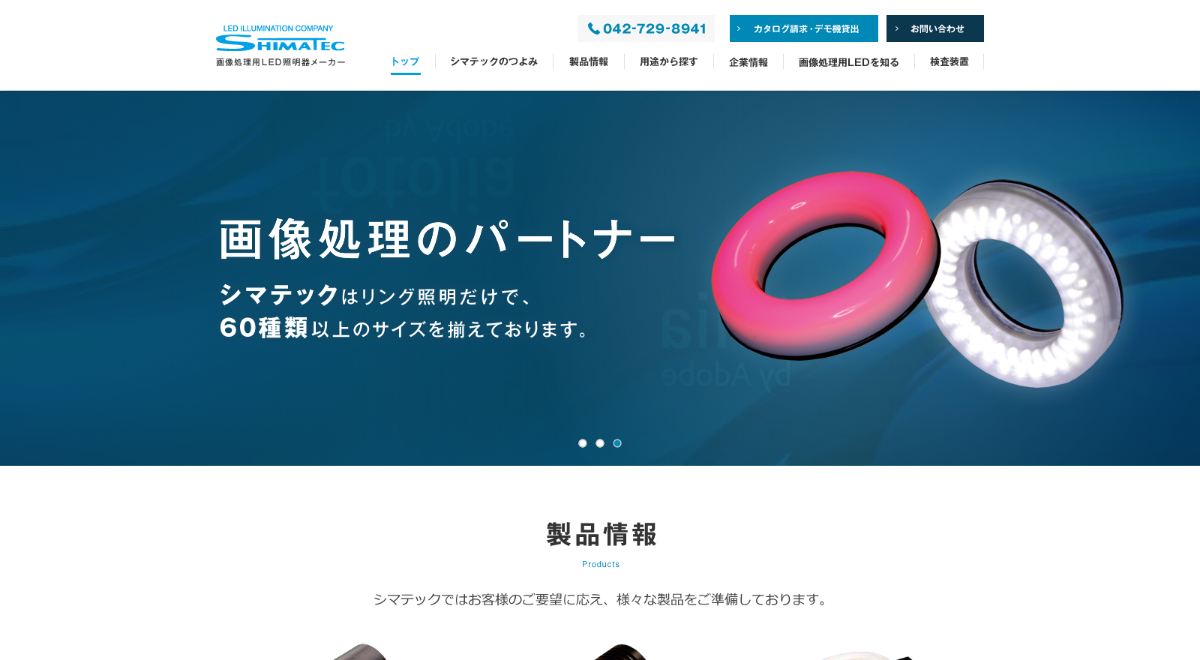 LED ILLUMINATION COMPANY
SHIMATEC
画像処理用LED照明器メーカー
042-729-8941
カタログ請求・デモ機貸出
お問い合わせ
トップ
シマテックのつよみ
製品情報
用途から探す
企業情報
画像処理用LEDを知る
検査装置
by Adobe
fotolia
画像処理のパートナー
シマテックはリング照明だけで、
60種類以上のサイズを揃えております。
by Adobe
製品情報
Products
シマテックではお客様のご要望に応え、様々な製品をご準備しております。